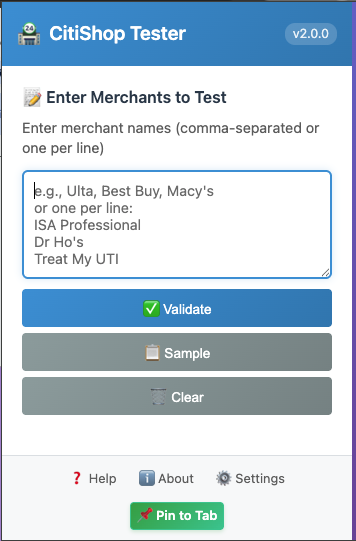 CitiShop Tester
v2.0.0
Enter Merchants to Test
Enter merchant names (comma-separated or
one per line)
e.g., Ulta, Best Buy, Macy's
or one per line:
ISA Professional
Dr Ho's
Treat My UTI
Validate
Sample
Clear
Help About Settings
Pin to Tab